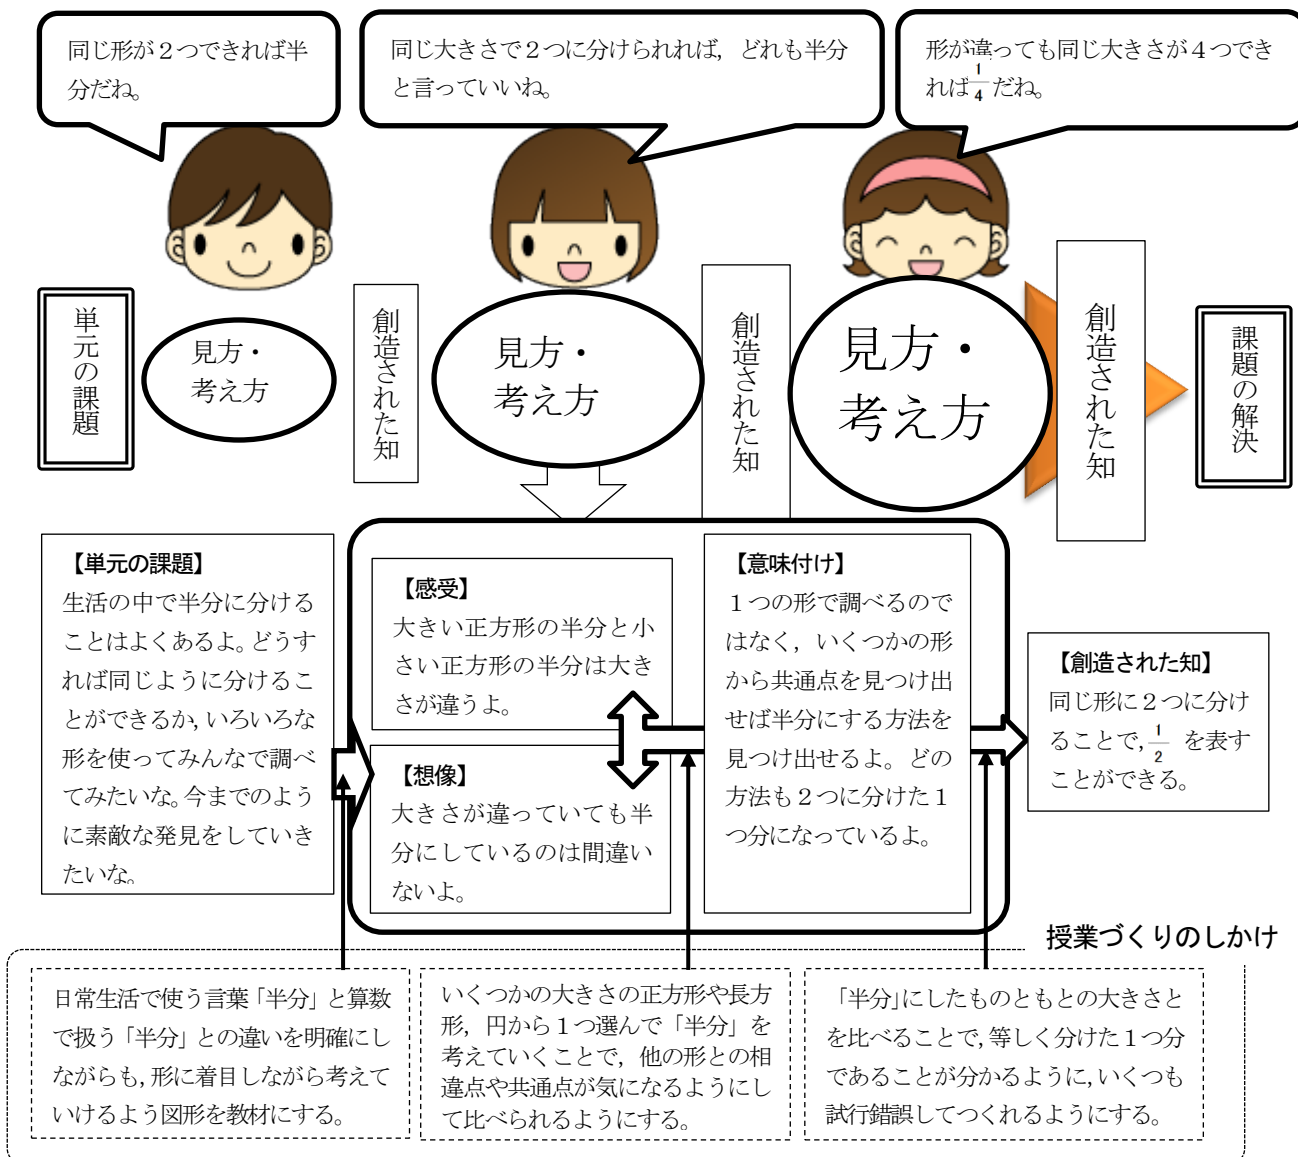 同じ形が２つできれば半
分だね。
同じ大きさで２つに分けられれば，どれも半分
と言っていいね。
形が違っても同じ大きさが４つでき
れば1/4だね。
単元の課題
見方・
考え方
創造された知
見方・
考え方
創造された知
見方・
考え方
創造された知
課題の解決
【単元の課題】
生活の中で半分に分ける
ことはよくあるよ。どうす
れば同じように分けるこ
とができるか，いろいろな
形を使ってみんなで調べ
てみたいな。今までのよう
に素敵な発見をしていき
たいな。
【感受】
大きい正方形の半分と小
さい正方形の半分は大き
さが違うよ。
【想像】
大きさが違っていても半
分にしているのは間違い
ないよ。
【意味付け】
１つの形で調べるので
はなく，いくつかの形
から共通点を見つけ出
せば半分にする方法を
見つけ出せるよ。どの
方法も２つに分けた１
つ分になっているよ。
【創造された知】
同じ形に２つに分け
ることで，1/2 を表す
ことができる。
授業づくりのしかけ
日常生活で使う言葉「半分」と算数
で扱う「半分」との違いを明確にし
ながらも，形に着目しながら考えて
いけるよう図形を教材にする。
いくつかの大きさの正方形や長方
形，円から１つ選んで「半分」を
考えていくことで，他の形との相
違点や共通点が気になるようにし
て比べられるようにする。
「半分」にしたものともとの大きさと
を比べることで，等しく分けた１つ分
であることが分かるように，いくつも
試行錯誤してつくれるようにする。